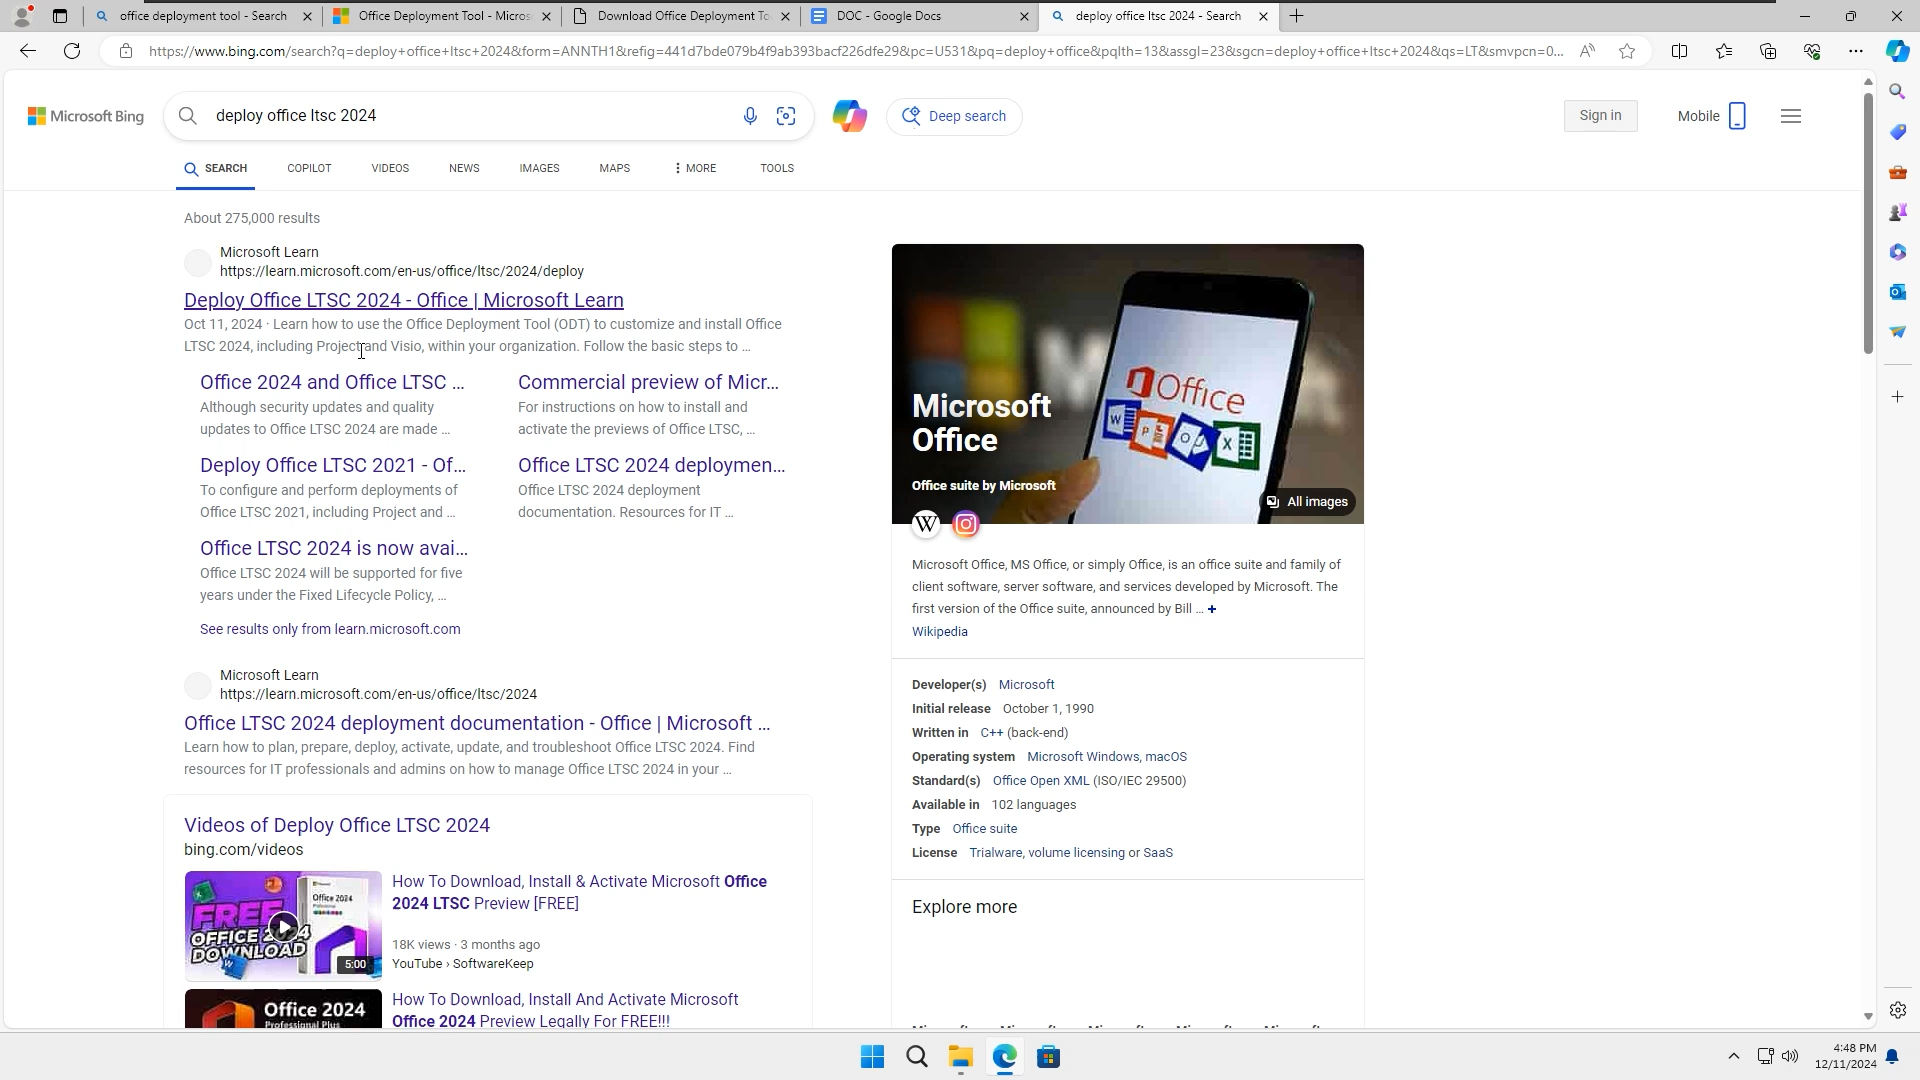 office deployment tool - Search
Office Deployment Tool - Micros
Download Office Deployment To
DOC - Google Docs
deploy office ltsc 2024 - Search
https://www.bing.com/search?q=deploy+office+ltsc+2024&form=ANNTH1&refig=441d7bde079b4f9ab393bacf226dfe29&pc=U531&pq=deploy+office&pqlth=13&assgl=23&sgcn=deploy+office+ltsc+2024&qs=LT&smvpcn=0...
Microsoft Bing
deploy office ltsc 2024
Deep search
Sign in
Mobile
SEARCH
COPILOT
VIDEOS
NEWS
IMAGES
MAPS
MORE
TOOLS
About 275,000 results
Microsoft Learn
https://learn.microsoft.com/en-us/office/ltsc/2024/deploy
Deploy Office LTSC 2024 - Office | Microsoft Learn
Oct 11, 2024 · Learn how to use the Office Deployment Tool (ODT) to customize and install Office
LTSC 2024, including Project and Visio, within your organization. Follow the basic steps to ...
Office 2024 and Office LTSC ...
Although security updates and quality
updates to Office LTSC 2024 are made ...
Commercial preview of Micr...
For instructions on how to install and
activate the previews of Office LTSC, ...
Deploy Office LTSC 2021 - Of...
To configure and perform deployments of
Office LTSC 2021, including Project and ...
Office LTSC 2024 deploymen...
Office LTSC 2024 deployment
documentation. Resources for IT ...
Office LTSC 2024 is now avai...
Office LTSC 2024 will be supported for five
years under the Fixed Lifecycle Policy, ...
See results only from learn.microsoft.com
Microsoft Learn
https://learn.microsoft.com/en-us/office/ltsc/2024
Office LTSC 2024 deployment documentation - Office | Microsoft ...
Learn how to plan, prepare, deploy, activate, update, and troubleshoot Office LTSC 2024. Find
resources for IT professionals and admins on how to manage Office LTSC 2024 in your ...
Videos of Deploy Office LTSC 2024
bing.com/videos
FREE
OFFICE 2024
DOWNLOAD
Office 2024
5:00
How To Download, Install & Activate Microsoft Office
2024 LTSC Preview [FREE]
18K views · 3 months ago
YouTube › SoftwareKeep
Office 2024
Professional Plus
How To Download, Install And Activate Microsoft
Office 2024 Preview Legally For FREE!!!
Office
Microsoft
Office
Office suite by Microsoft
All images
Microsoft Office, MS Office, or simply Office, is an office suite and family of
client software, server software, and services developed by Microsoft. The
first version of the Office suite, announced by Bill ... +
Wikipedia
Developer(s) Microsoft
Initial release October 1, 1990
Written in C++ (back-end)
Operating system Microsoft Windows, macOS
Standard(s) Office Open XML (ISO/IEC 29500)
Available in 102 languages
Type Office suite
License Trialware, volume licensing or SaaS
Explore more
4:48 PM
12/11/2024